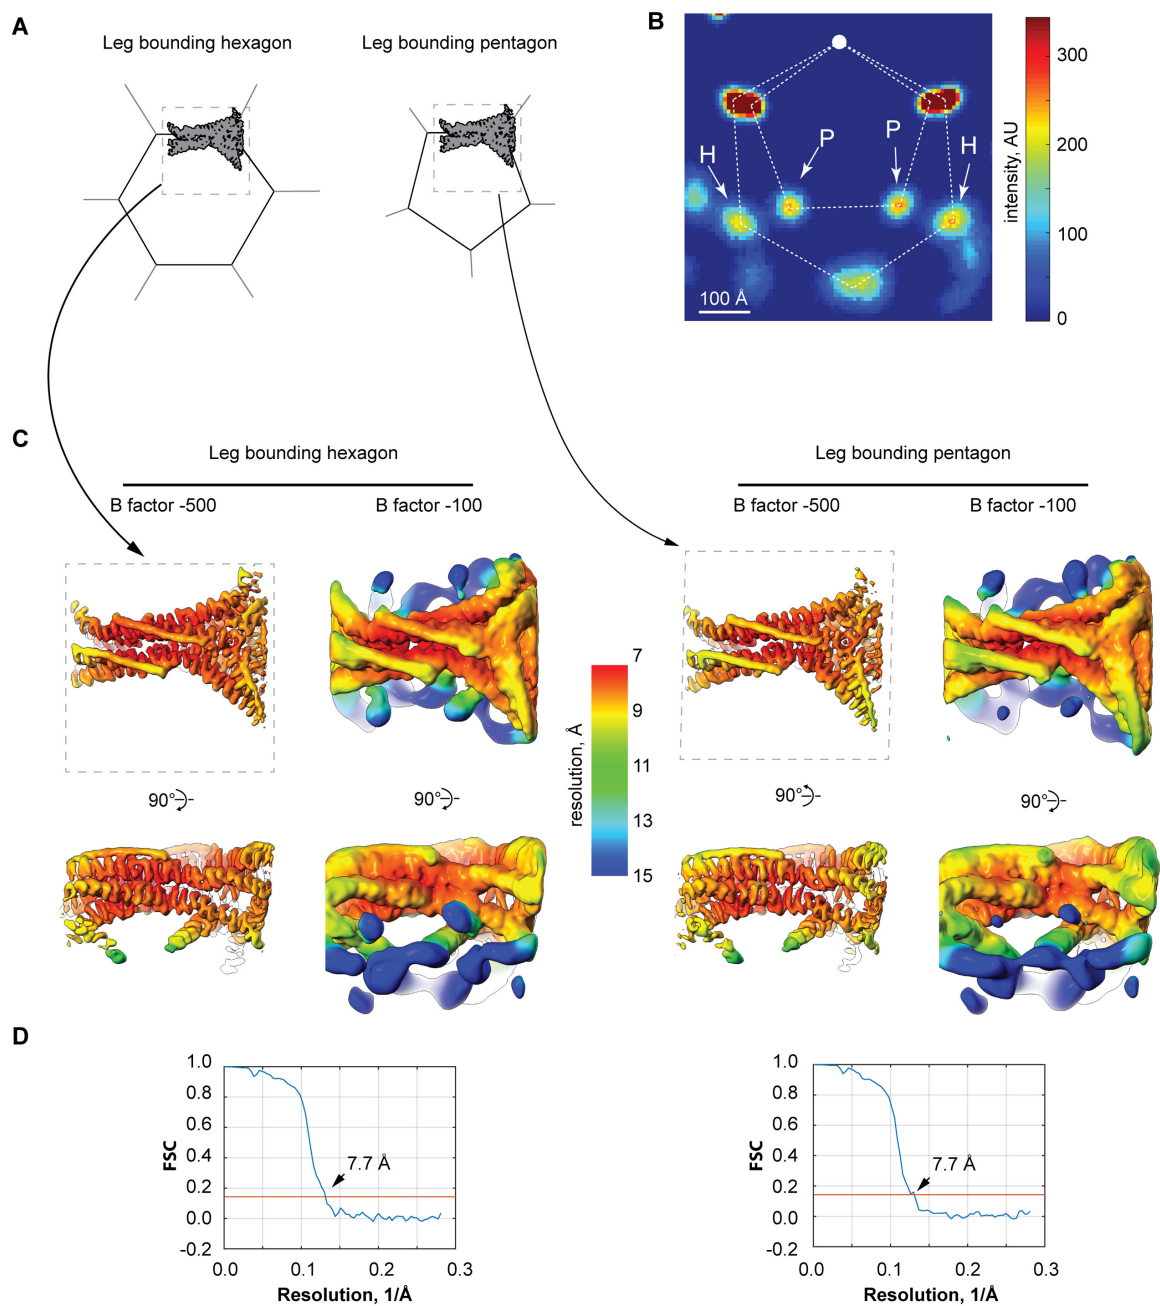 A
Leg bounding hexagon
Leg bounding pentagon
B
P
P
H
H
100 Å
intensity, AU
300
200
100
0
C
Leg bounding hexagon
Leg bounding pentagon
B factor -500
B factor -100
B factor -500
B factor -100
resolution, Å
7
9
11
13
15
90°
90°
90°
90°
D
FSC
1.0
0.8
0.6
0.4
0.2
0.0
-0.2
7.7 Å
0.0
0.1
0.2
0.3
Resolution, 1/Å
FSC
1.0
0.8
0.6
0.4
0.2
0.0
-0.2
7.7 Å
0.0
0.1
0.2
0.3
Resolution, 1/Å